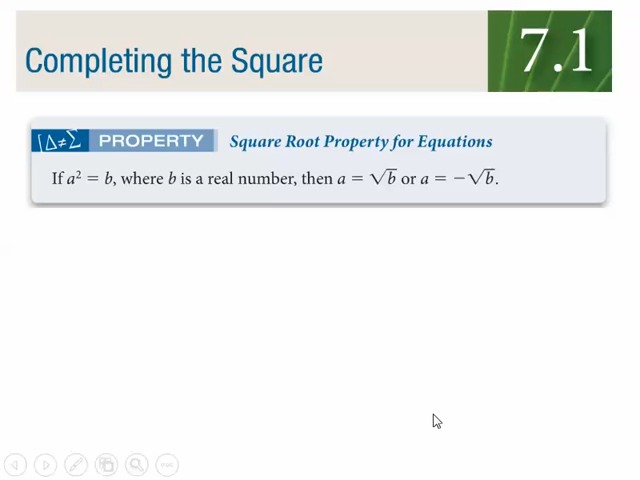 Completing the Square
7.1
[Δ≠Σ PROPERTY Square Root Property for Equations
If a² = b, where b is a real number, then a = √b or a = −√b.